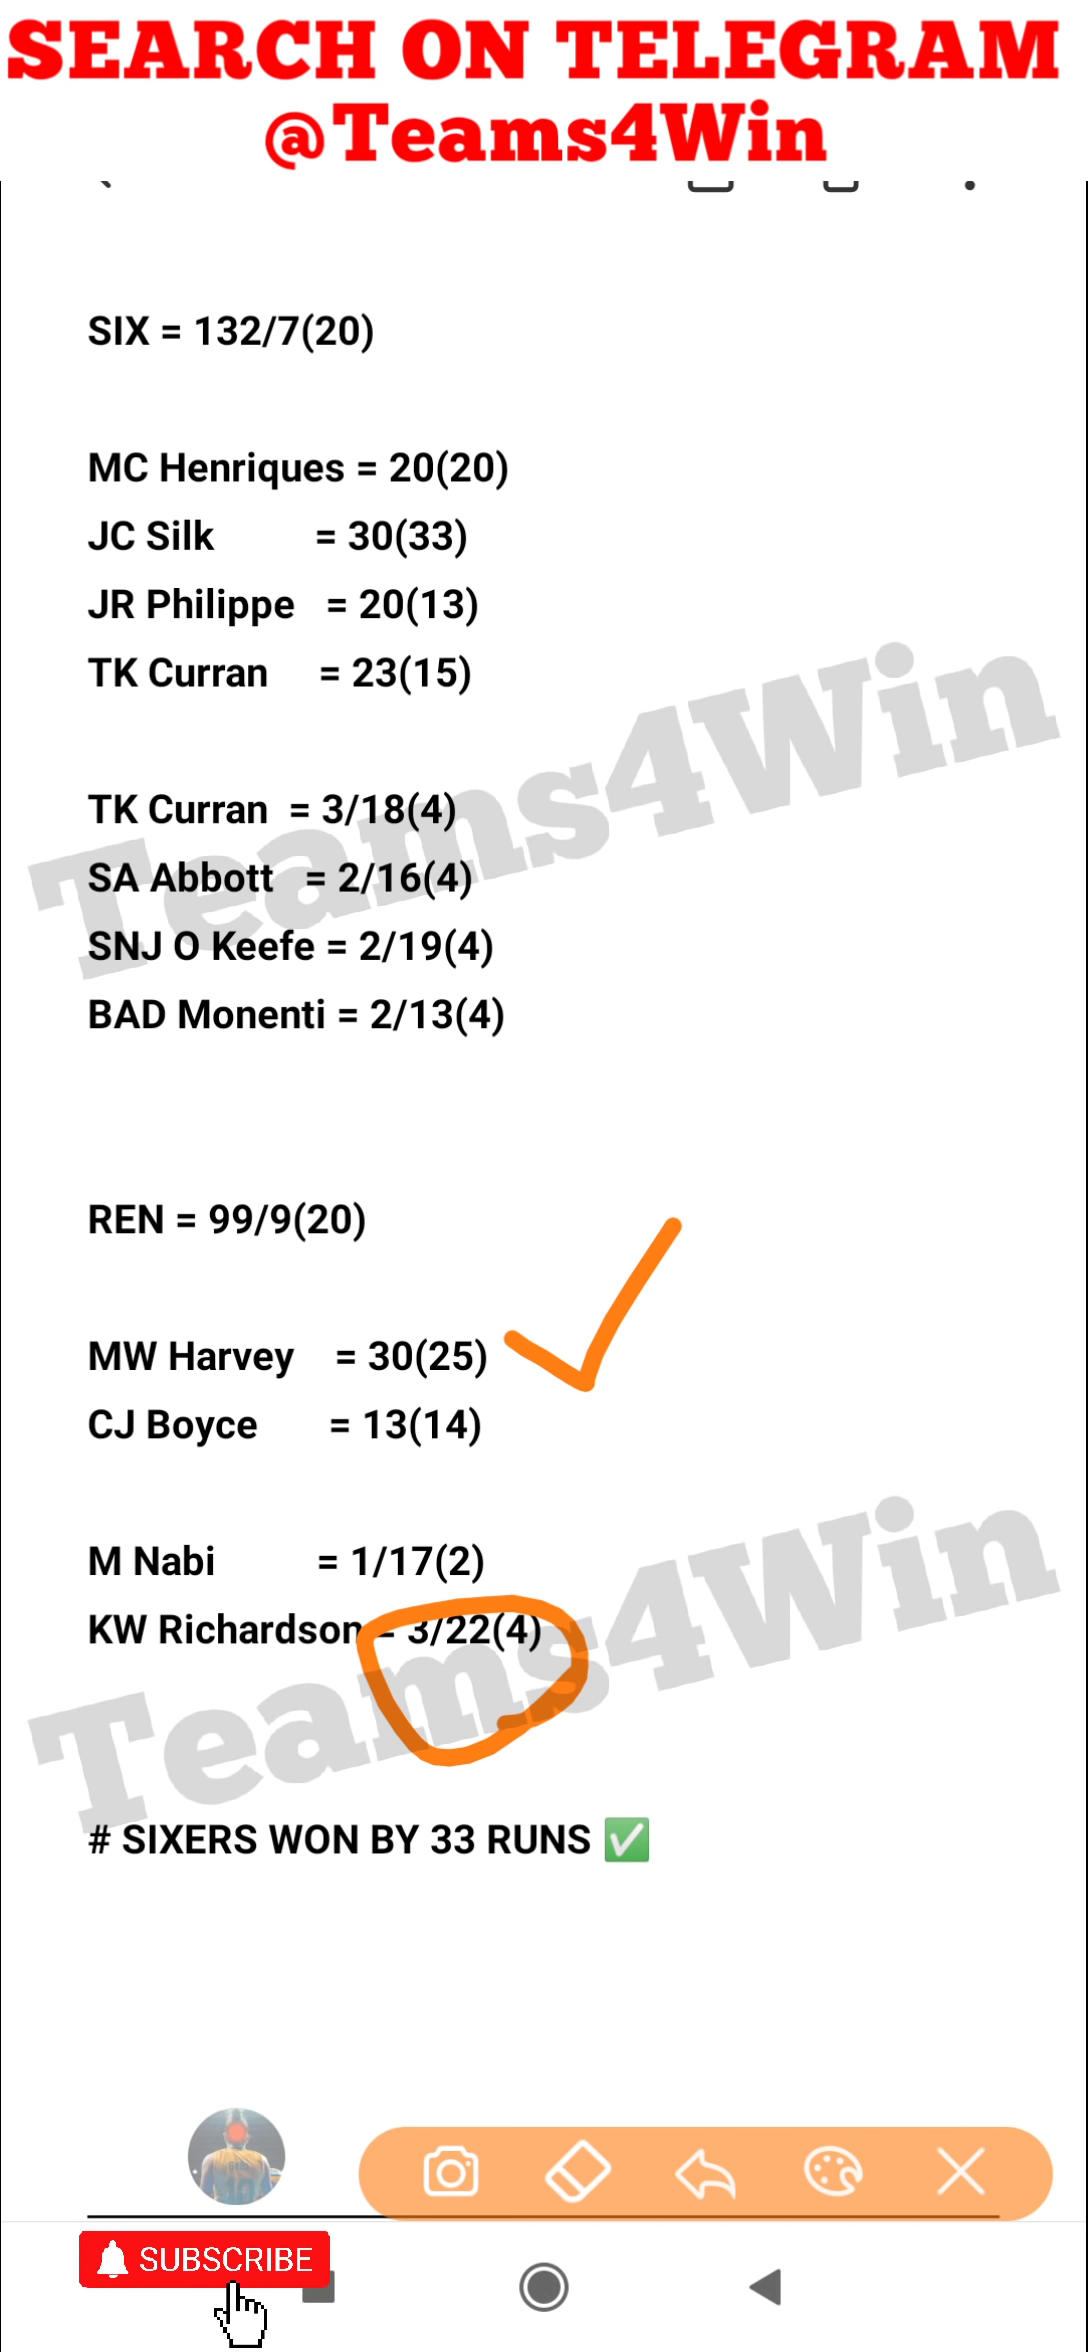 SEARCH ON TELEGRAM
@Teams4Win
SIX = 132/7(20)
MC Henriques = 20(20)
JC Silk = 30(33)
JR Philippe = 20(13)
TK Curran = 23(15)
TK Curran = 3/18(4)
SA Abbott = 2/16(4)
SNJ O Keefe = 2/19(4)
BAD Monenti = 2/13(4)
Teams4Win
REN = 99/9(20)
MW Harvey = 30(25)
CJ Boyce = 13(14)
M Nabi = 1/17(2)
KW Richardson = 3/22(4)
Teams4Win
# SIXERS WON BY 33 RUNS ✅
SUBSCRIBE